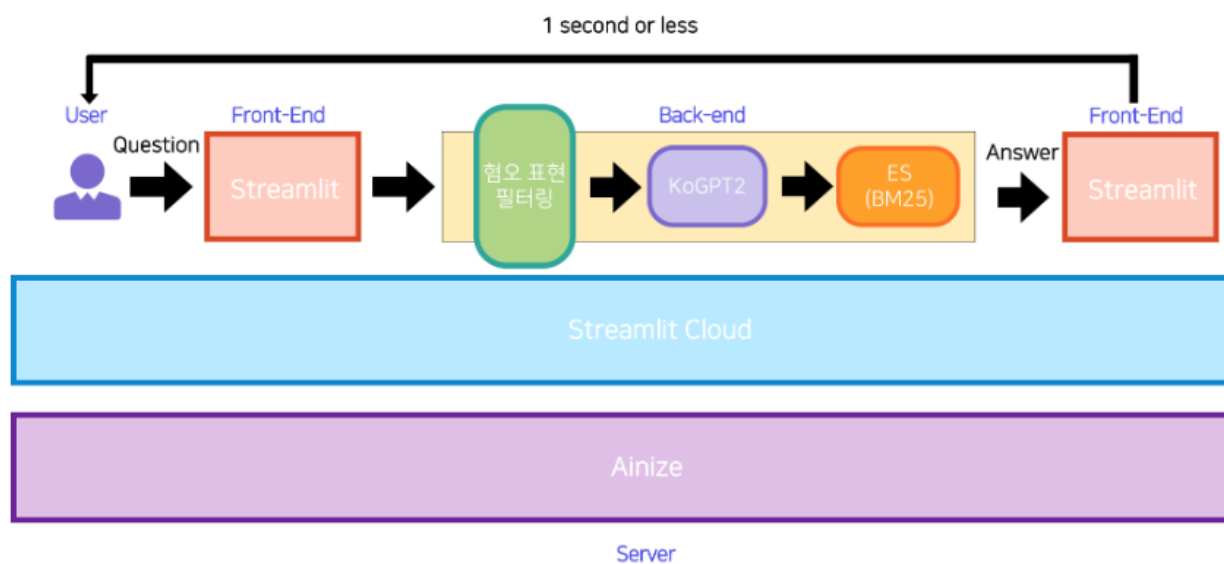 1 second or less
User
Front-End
Back-end
Front-End
Question
Streamlit
혐오 표현
필터링
KoGPT2
ES
(BM25)
Answer
Streamlit
Streamlit Cloud
Ainize
Server